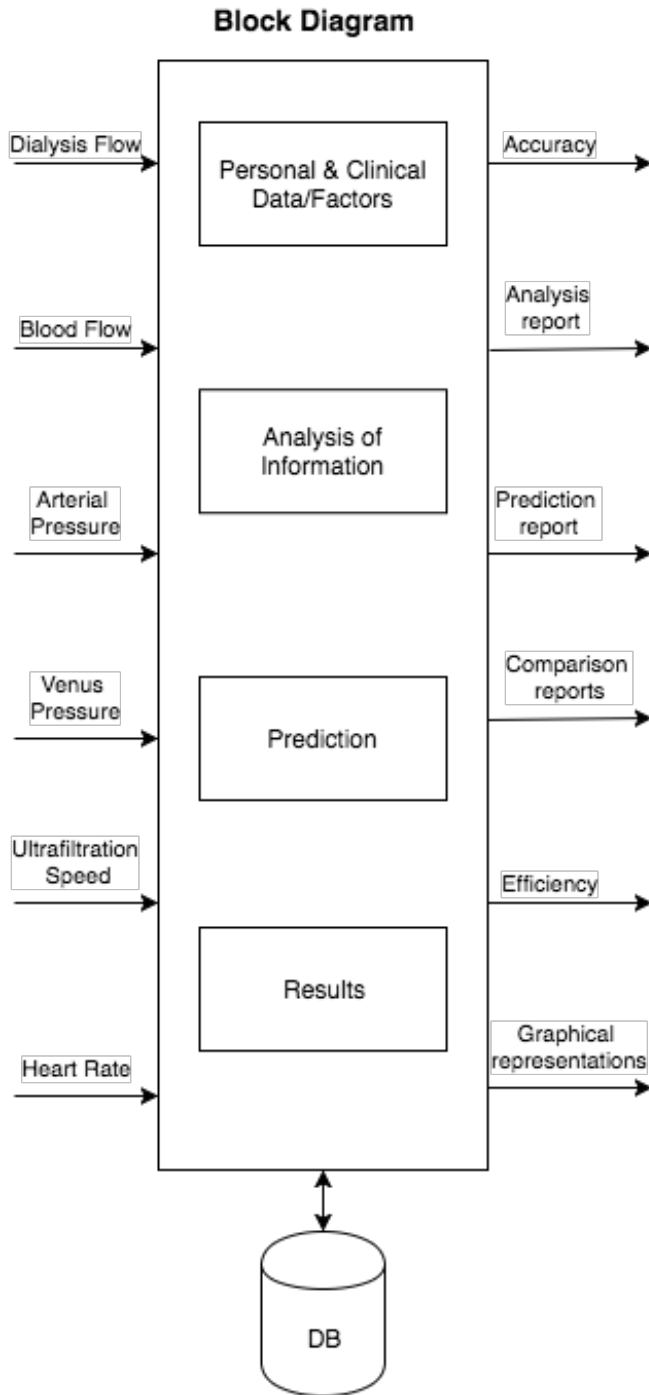 Block Diagram
Dialysis Flow
Personal & Clinical
Data/Factors
Accuracy
Blood Flow
Analysis
report
Analysis of
Information
Arterial
Pressure
Prediction
report
Venus
Pressure
Prediction
Comparison
reports
Ultrafiltration
Speed
Efficiency
Results
Heart Rate
Graphical
representations
DB